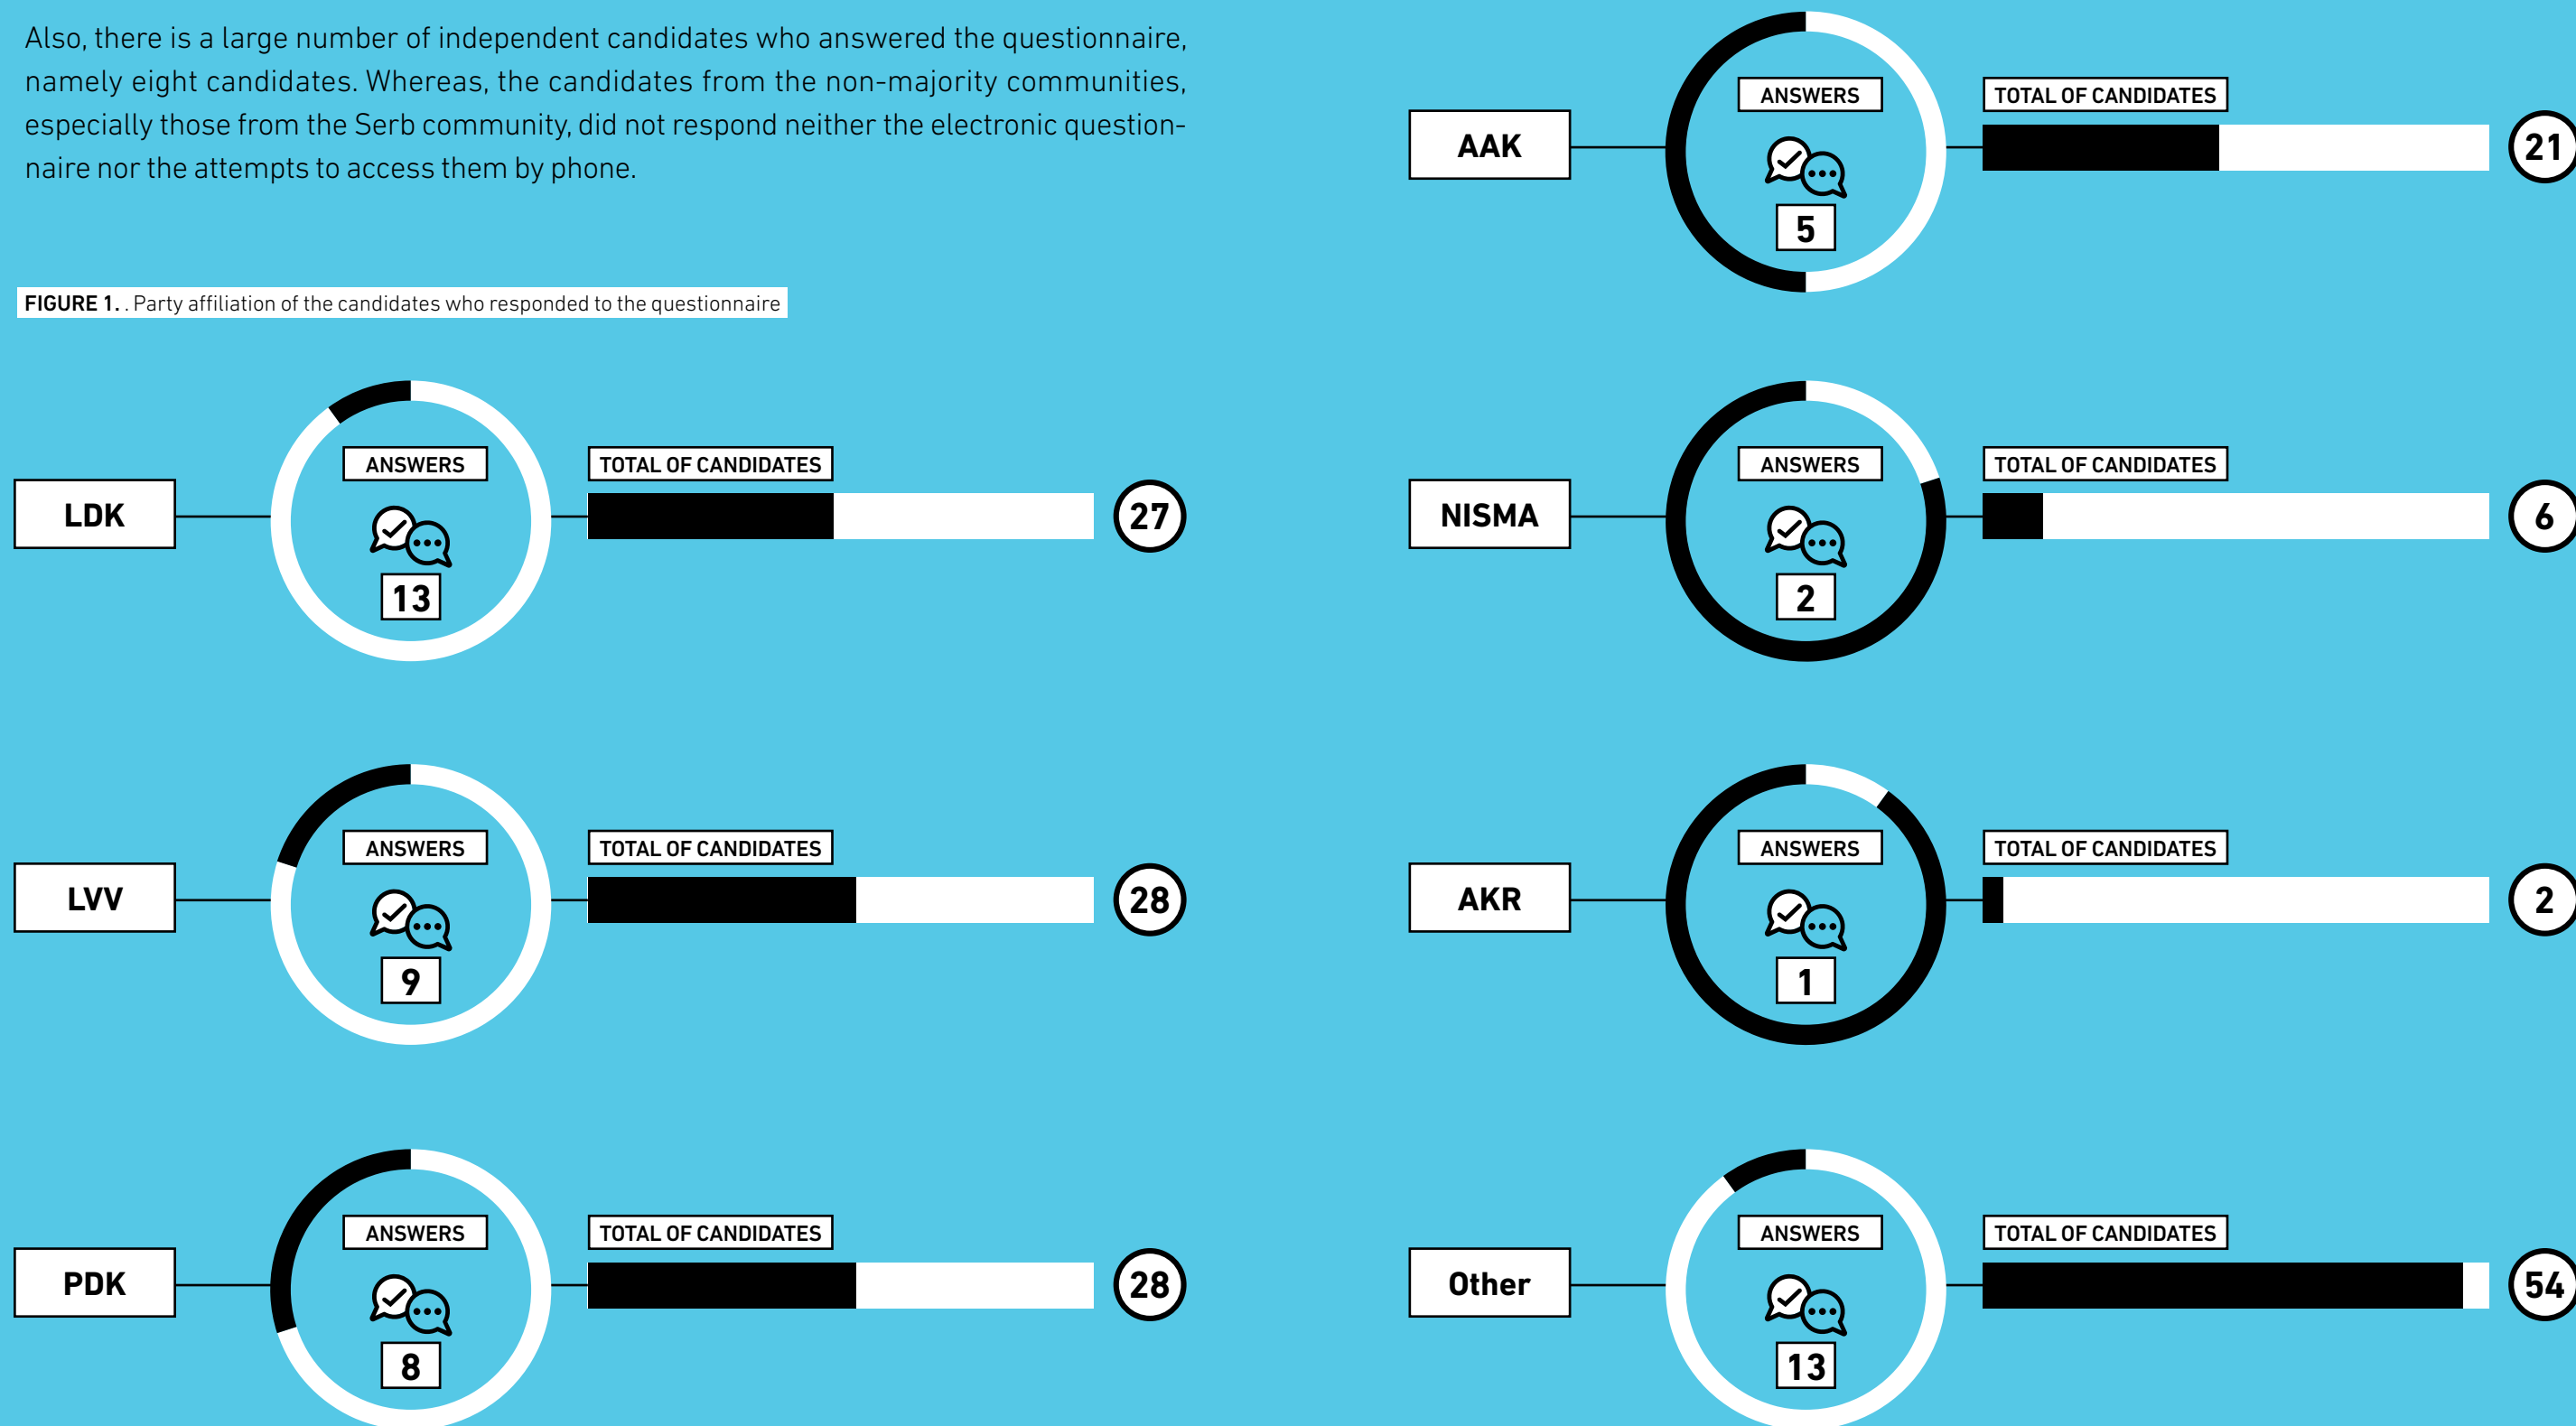 Also, there is a large number of independent candidates who answered the questionnaire,
namely eight candidates. Whereas, the candidates from the non-majority communities,
especially those from the Serb community, did not respond neither the electronic question-
naire nor the attempts to access them by phone.
FIGURE 1. . Party affiliation of the candidates who responded to the questionnaire
LDK
ANSWERS
13
TOTAL OF CANDIDATES
27
LVV
ANSWERS
9
TOTAL OF CANDIDATES
28
PDK
ANSWERS
8
TOTAL OF CANDIDATES
28
AAK
ANSWERS
5
TOTAL OF CANDIDATES
21
NISMA
ANSWERS
2
TOTAL OF CANDIDATES
6
AKR
ANSWERS
1
TOTAL OF CANDIDATES
2
Other
ANSWERS
13
TOTAL OF CANDIDATES
54